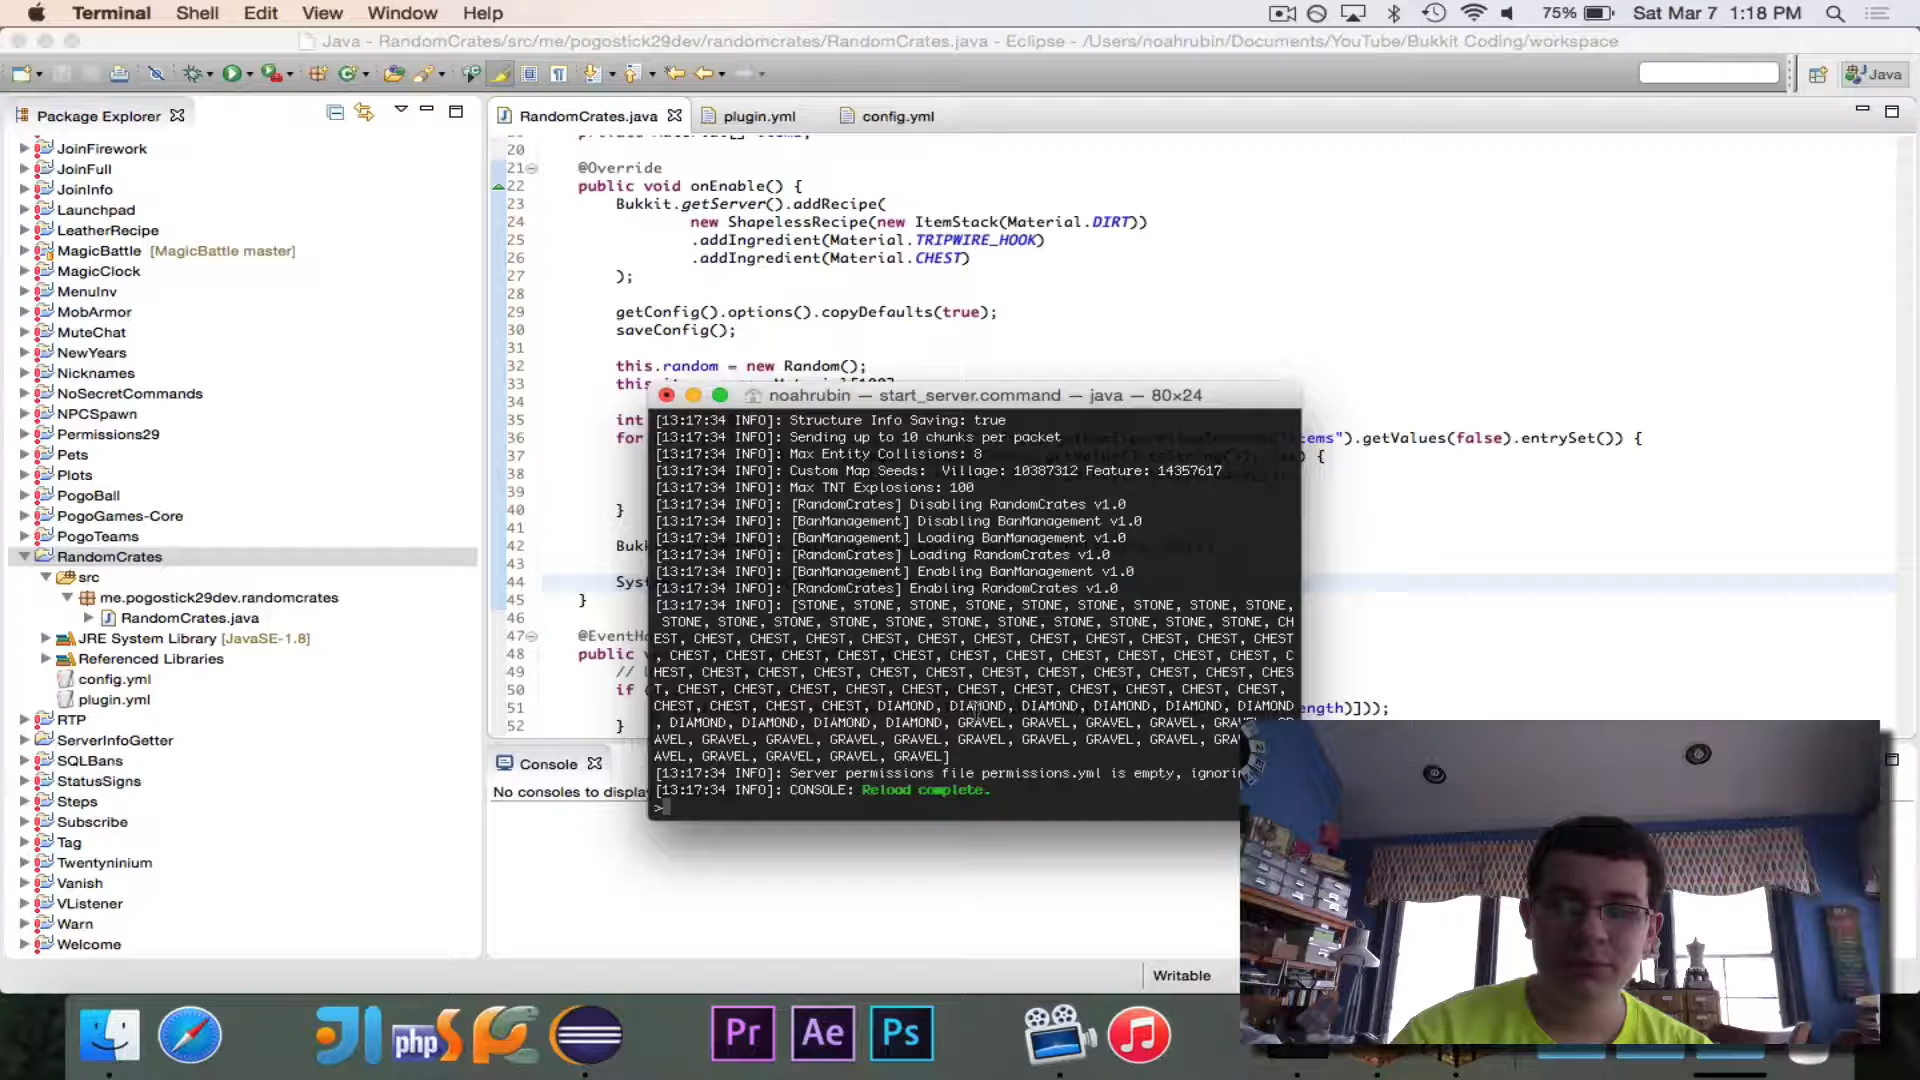 Terminal Shell Edit View Window Help 75% Sat Mar 7 1:18 PM
Java - RandomCrates/src/me/pogostick29dev/randomcrates/RandomCrates.java - Eclipse - /Users/noahrubin/Documents/YouTube/Bukkit Coding/workspace
Java
Package Explorer
JoinFirework
JoinFull
JoinInfo
Launchpad
LeatherRecipe
MagicBattle [MagicBattle master]
MagicClock
MenuInv
MobArmor
MuteChat
NewYears
Nicknames
NoSecretCommands
NPCSpawn
Permissions29
Pets
Plots
PogoBall
PogoGames-Core
PogoTeams
RandomCrates
src
me.pogostick29dev.randomcrates
RandomCrates.java
JRE System Library [JavaSE-1.8]
Referenced Libraries
config.yml
plugin.yml
RTP
ServerInfoGetter
SQLBans
StatusSigns
Steps
Subscribe
Tag
Twentyninium
Vanish
VListener
Warn
Welcome
RandomCrates.java plugin.yml config.yml
20
21 @Override
22 public void onEnable() {
23 Bukkit.getServer().addRecipe(
24 new ShapelessRecipe(new ItemStack(Material.DIRT))
25 .addIngredient(Material.TRIPWIRE_HOOK)
26 .addIngredient(Material.CHEST)
27 );
28
29 getConfig().options().copyDefaults(true);
30 saveConfig();
31
32 this.random = new Random();
33
34
35 int
36 for ").getValues(false).entrySet()) {
37 {
38
39
40 }
41
42 Bukk
43
44 Syst
45 }
46
47 @EventHa
48 public v
49 //
50 if (
51 ength)]));
52 }
noahrubin — start_server.command — java — 80×24
[13:17:34 INFO]: Structure Info Saving: true
[13:17:34 INFO]: Sending up to 10 chunks per packet
[13:17:34 INFO]: Max Entity Collisions: 8
[13:17:34 INFO]: Custom Map Seeds:  Village: 10387312 Feature: 14357617
[13:17:34 INFO]: Max TNT Explosions: 100
[13:17:34 INFO]: [RandomCrates] Disabling RandomCrates v1.0
[13:17:34 INFO]: [BanManagement] Disabling BanManagement v1.0
[13:17:34 INFO]: [BanManagement] Loading BanManagement v1.0
[13:17:34 INFO]: [RandomCrates] Loading RandomCrates v1.0
[13:17:34 INFO]: [BanManagement] Enabling BanManagement v1.0
[13:17:34 INFO]: [RandomCrates] Enabling RandomCrates v1.0
[13:17:34 INFO]: [STONE, STONE, STONE, STONE, STONE, STONE, STONE, STONE, STONE,
STONE, STONE, STONE, STONE, STONE, STONE, STONE, STONE, STONE, STONE, STONE, CH
EST, CHEST, CHEST, CHEST, CHEST, CHEST, CHEST, CHEST, CHEST, CHEST, CHEST, CHEST
, CHEST, CHEST, CHEST, CHEST, CHEST, CHEST, CHEST, CHEST, CHEST, CHEST, CHEST, C
HEST, CHEST, CHEST, CHEST, CHEST, CHEST, CHEST, CHEST, CHEST, CHEST, CHEST, CHES
T, CHEST, CHEST, CHEST, CHEST, CHEST, CHEST, CHEST, CHEST, CHEST, CHEST, CHEST,
CHEST, CHEST, CHEST, CHEST, DIAMOND, DIAMOND, DIAMOND, DIAMOND, DIAMOND, DIAMOND
, DIAMOND, DIAMOND, DIAMOND, DIAMOND, GRAVEL, GRAVEL, GRAVEL, GRAVEL, GRAVEL, GR
AVEL, GRAVEL, GRAVEL, GRAVEL, GRAVEL, GRAVEL, GRAVEL, GRAVEL, GRAVEL, GRA
AVEL, GRAVEL, GRAVEL, GRAVEL, GRAVEL]
[13:17:34 INFO]: Server permissions file permissions.yml is empty, ignorin
[13:17:34 INFO]: CONSOLE: Reload complete.
>
Console
No consoles to displa
Writable
php Pr Ae Ps